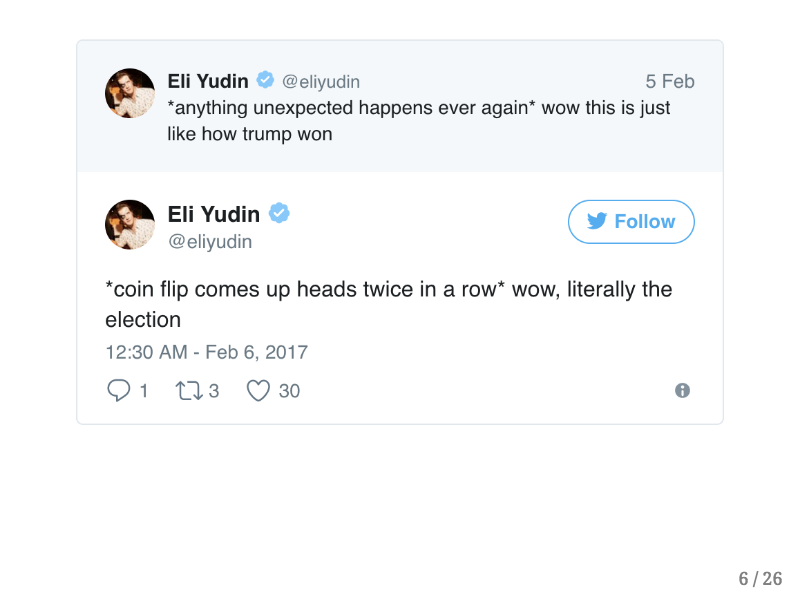 Eli Yudin @eliyudin 5 Feb
*anything unexpected happens ever again* wow this is just
like how trump won
Eli Yudin
@eliyudin
Follow
*coin flip comes up heads twice in a row* wow, literally the
election
12:30 AM - Feb 6, 2017
1 3 30
6 / 26